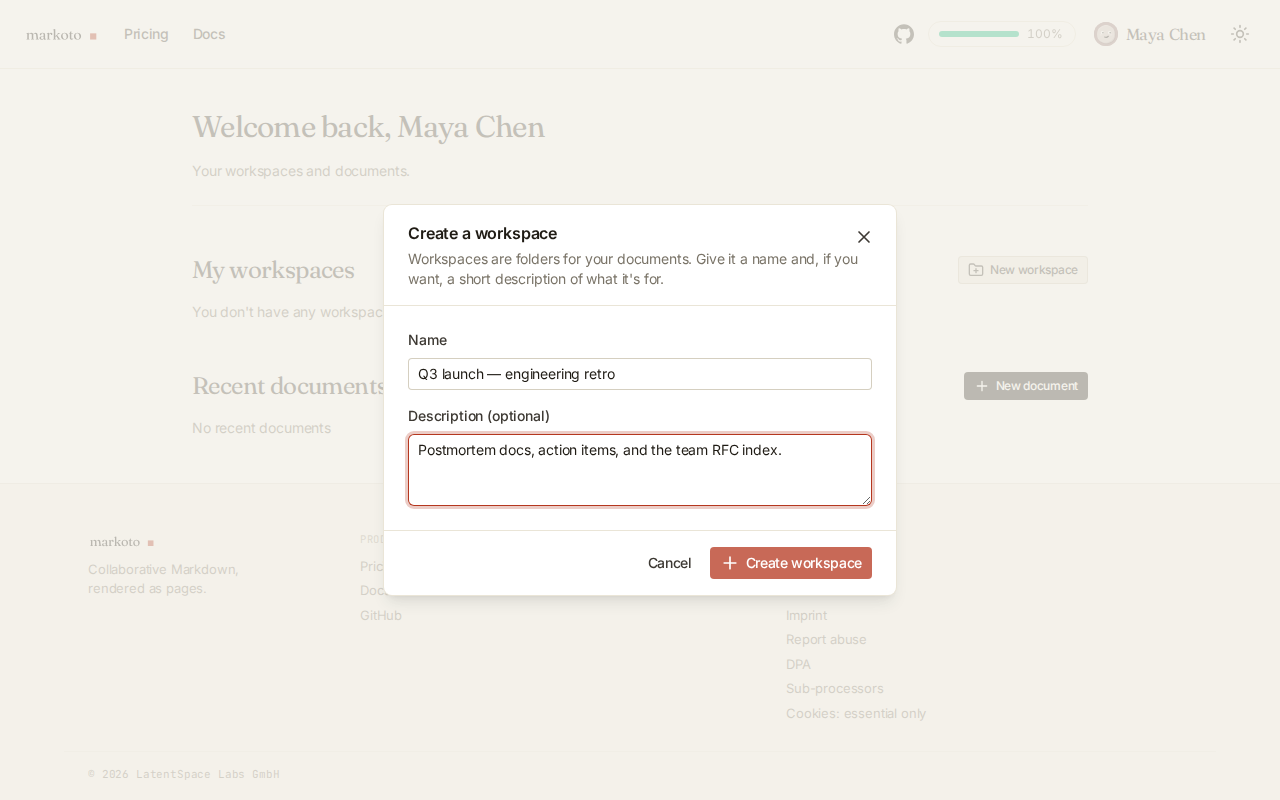 markoto
Pricing
Docs
100%
Maya Chen
Welcome back, Maya Chen
Your workspaces and documents.
Create a workspace
Workspaces are folders for your documents. Give it a name and, if you
want, a short description of what it's for.
My workspaces
New workspace
You don't have any workspac
Name
Q3 launch — engineering retro
Recent documents
New document
Description (optional)
No recent documents
Postmortem docs, action items, and the team RFC index.
Cancel
Create workspace
markoto
Collaborative Markdown,
rendered as pages.
PROD
Pric
Doc
GitHub
Imprint
Report abuse
DPA
Sub-processors
Cookies: essential only
© 2026 LatentSpace Labs GmbH